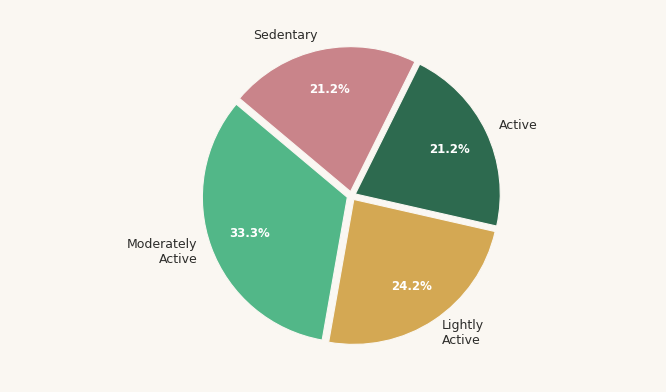 Sedentary
21.2%
Active
21.2%
33.3%
Moderately
Active
24.2%
Lightly
Active